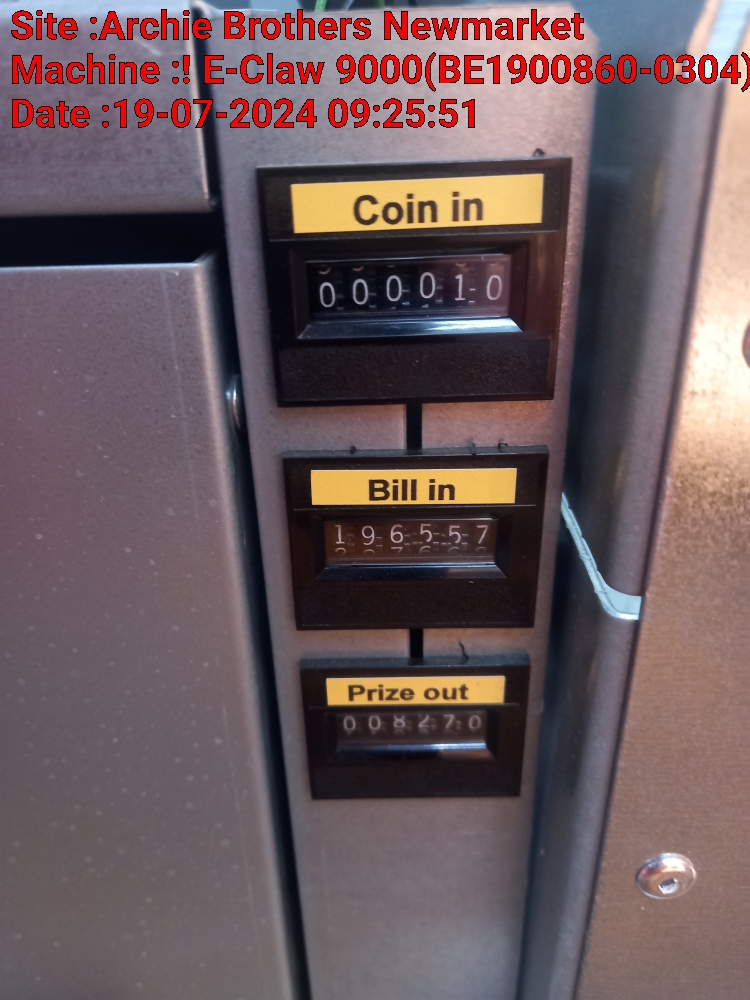 Site :Archie Brothers Newmarket
Machine :! E-Claw 9000(BE1900860-0304)
Date :19-07-2024 09:25:51
Coin in
000010
Bill in
196557
Prize out
008270